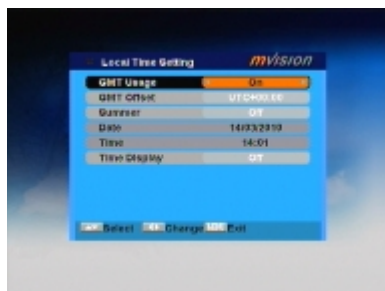 Local Time Setting mvision
GMT Usage On
GMT Offset UTC+00:00
Summer Off
Date 14/03/2010
Time 14:01
Time Display Off
Select Change Exit